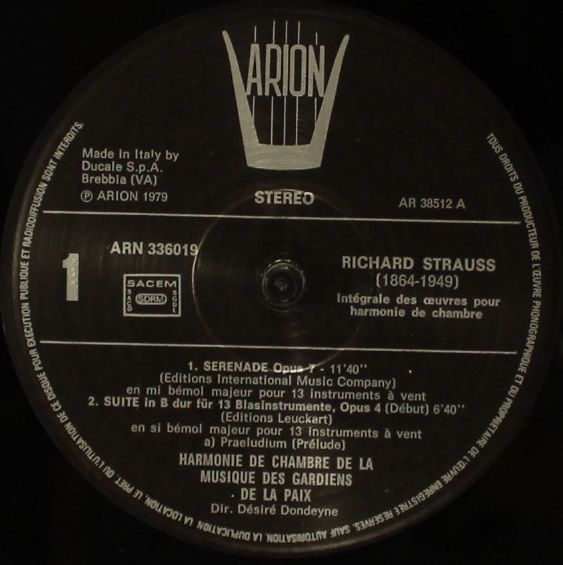 ARION
Made In Italy by
Ducale S.p.A.
Brebbia (VA)
Ⓟ ARION 1979
STEREO
AR 38512 A
ARN 336019
1
SACEM
SACD
SDRM
SGDL
RICHARD STRAUSS
(1864-1949)
Intégrale des œuvres pour
harmonie de chambre
1. SERENADE Opus 7 - 11'40''
(Editions International Music Company)
en mi bémol majeur pour 13 instruments à vent
2. SUITE in B dur für 13 Blasinstrumente, Opus 4 (Début) 6'40''
(Editions Leuckart)
en si bémol majeur pour 13 instruments à vent
a) Praeludium (Prélude)
HARMONIE DE CHAMBRE DE LA
MUSIQUE DES GARDIENS
DE LA PAIX
Dir. Désiré Dondeyne
TOUS DROITS DU PRODUCTEUR DE L'ŒUVRE PHONOGRAPHIQUE ET DU PROPRIETAIRE DE L'ŒUVRE ENREGISTREE RESERVES. SAUF AUTORISATION, LA DUPLICATION, LA LOCATION, LE PRET OU L'UTILISATION DE CE DISQUE POUR EXECUTION PUBLIQUE ET RADIODIFFUSION SONT INTERDITS.